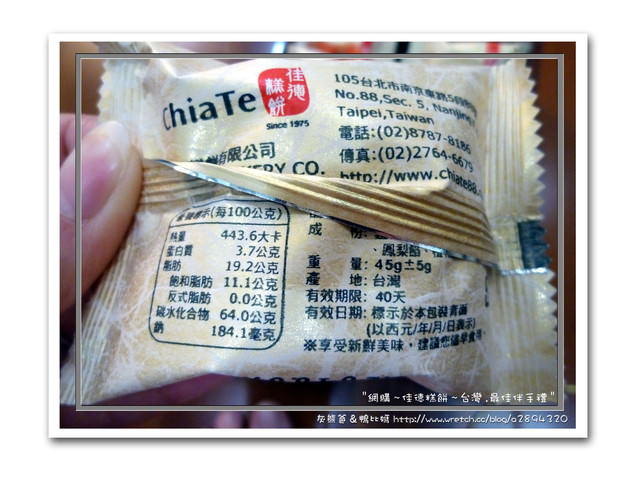 ChiaTe
佳德
糕餅
Since 1975
105台北市南京東路5段
No.88,Sec. 5, Nanjing
Taipei,Taiwan
電話:(02)8787-8186
傳真:(02)2764-6679
http://www.chiate88.
有限公司
CO.
標示(每100公克)
熱量 443.6大卡
蛋白質 3.7公克
脂肪 19.2公克
飽和脂肪 11.1公克
反式脂肪 0.0公克
碳水化合物 64.0公克
鈉 184.1毫克
成 份:
、鳳梨醬、
重 量: 45g±5g
產 地: 台灣
有效期限: 40天
有效日期: 標示於本包裝背面
(以西元/年/月/日表示)
※享受新鮮美味，建議您儘早食用
"網購~佳德糕餅~台灣.最佳伴手禮"
灰熊爸&鴨比媽 http://www.wretch.cc/blog/a2894320